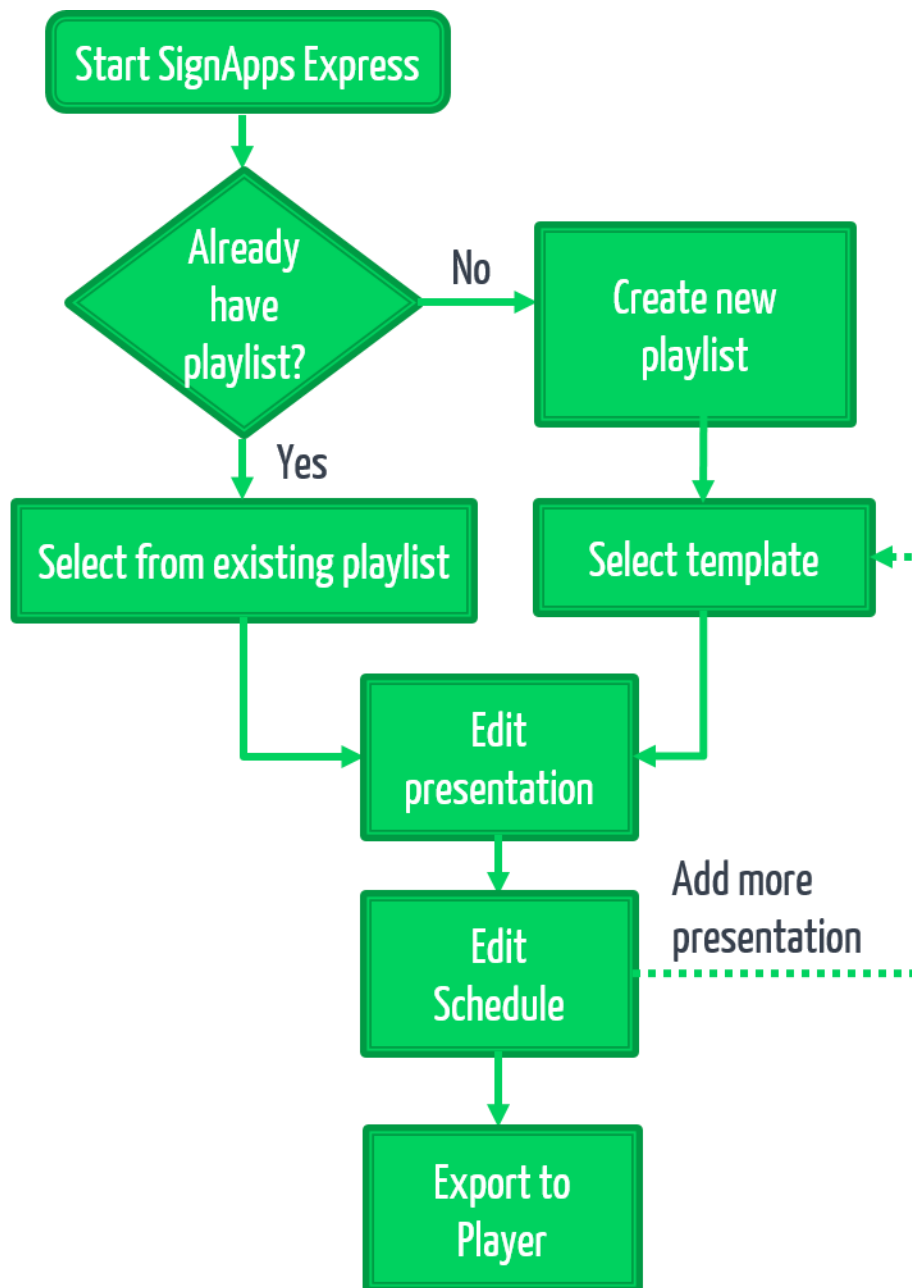 Start SignApps Express
Already
have
playlist?
No
Create new
playlist
Yes
Select from existing playlist
Select template
Edit
presentation
Add more
presentation
Edit
Schedule
Export to
Player